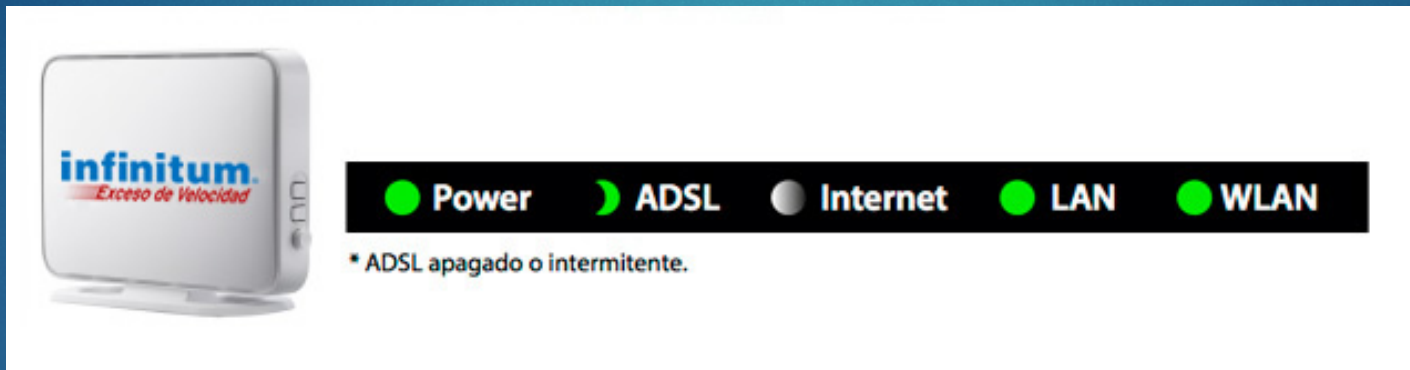 infinitum.
Exceso de Velocidad
Power ADSL Internet LAN WLAN
* ADSL apagado o intermitente.